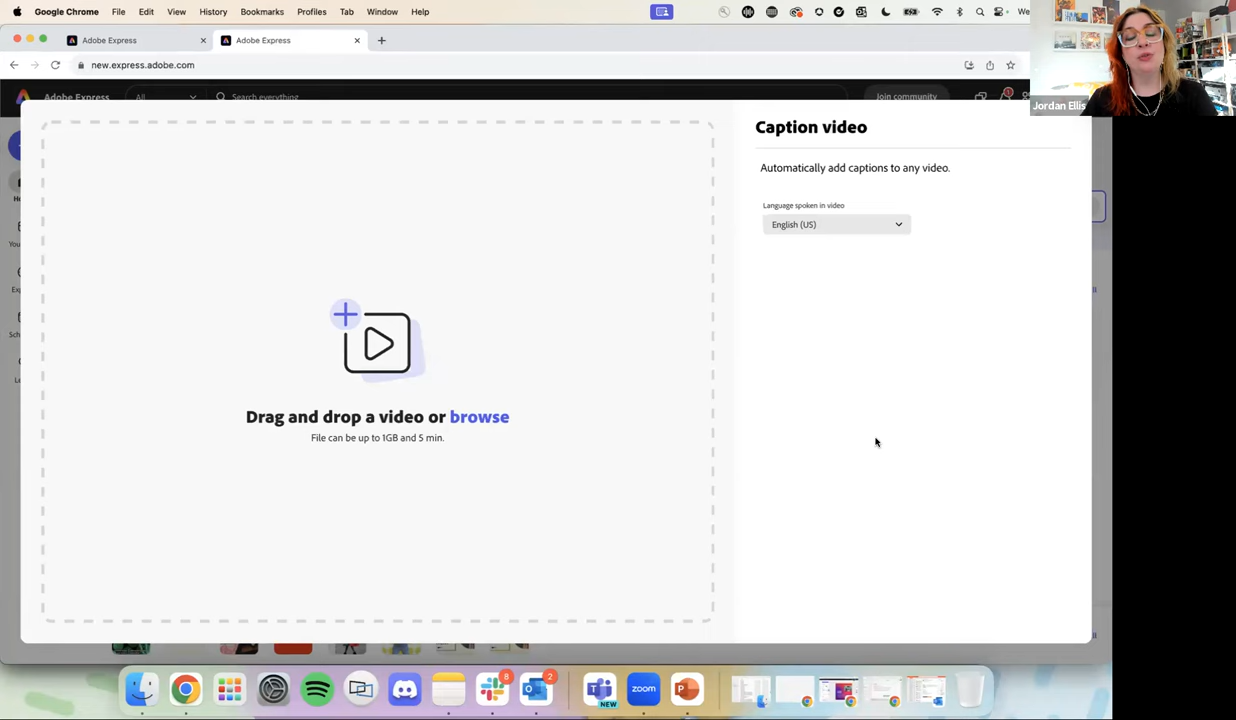 Google Chrome File Edit View History Bookmarks Profiles Tab Window Help
Adobe Express
Adobe Express
new.express.adobe.com
Adobe Express
All
Search everything
Join community
1
Jordan Ellis
Caption video
Automatically add captions to any video.
Language spoken in video
English (US)
Drag and drop a video or browse
File can be up to 1GB and 5 min.
8
2
NEW
zoom